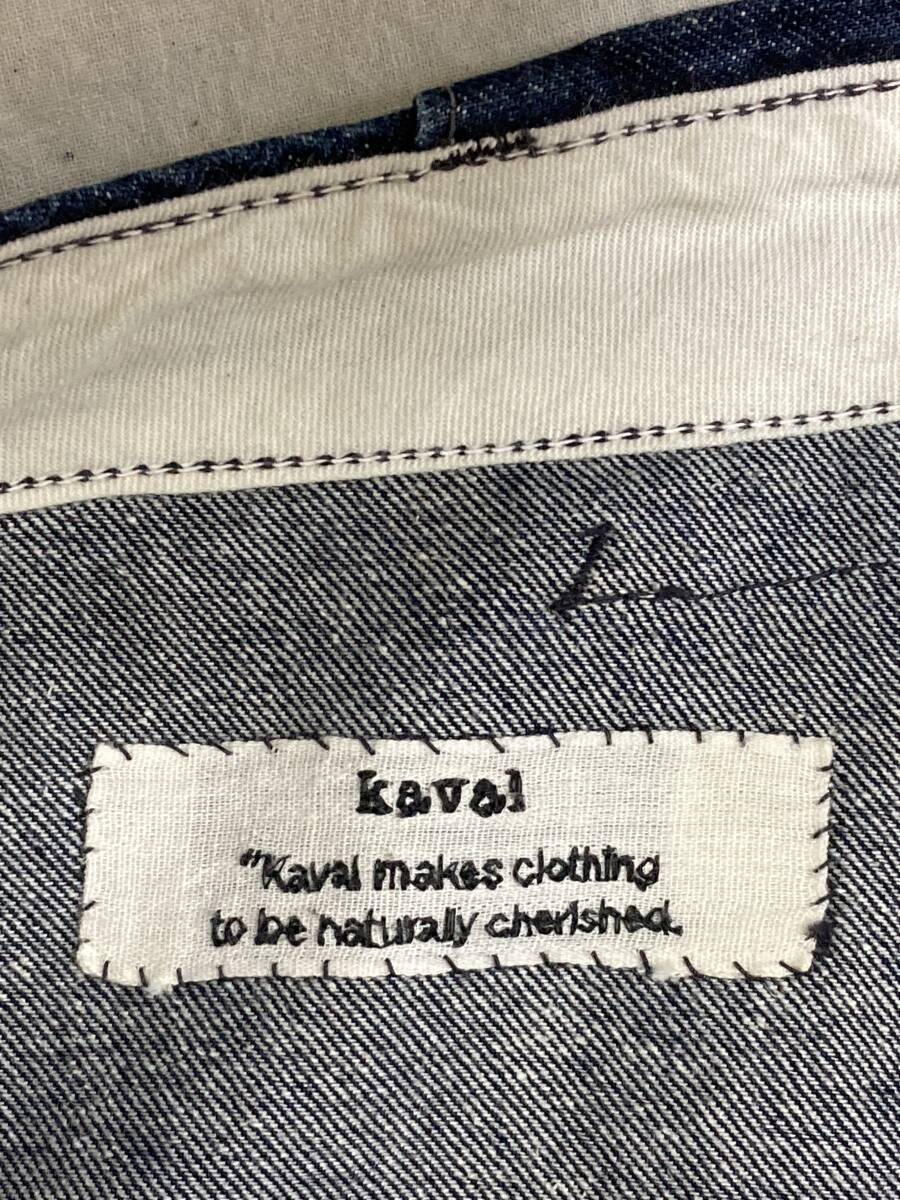 kaval
"Kaval makes clothing
to be naturally cherished.